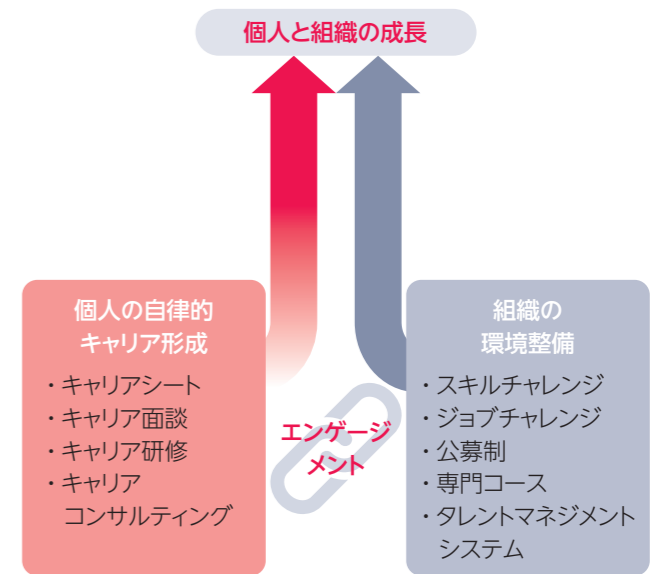 個人と組織の成長
個人の自律的
キャリア形成
・キャリアシート
・キャリア面談
・キャリア研修
・キャリア
コンサルティング
エンゲージ
メント
組織の
環境整備
・スキルチャレンジ
・ジョブチャレンジ
・公募制
・専門コース
・タレントマネジメント
システム